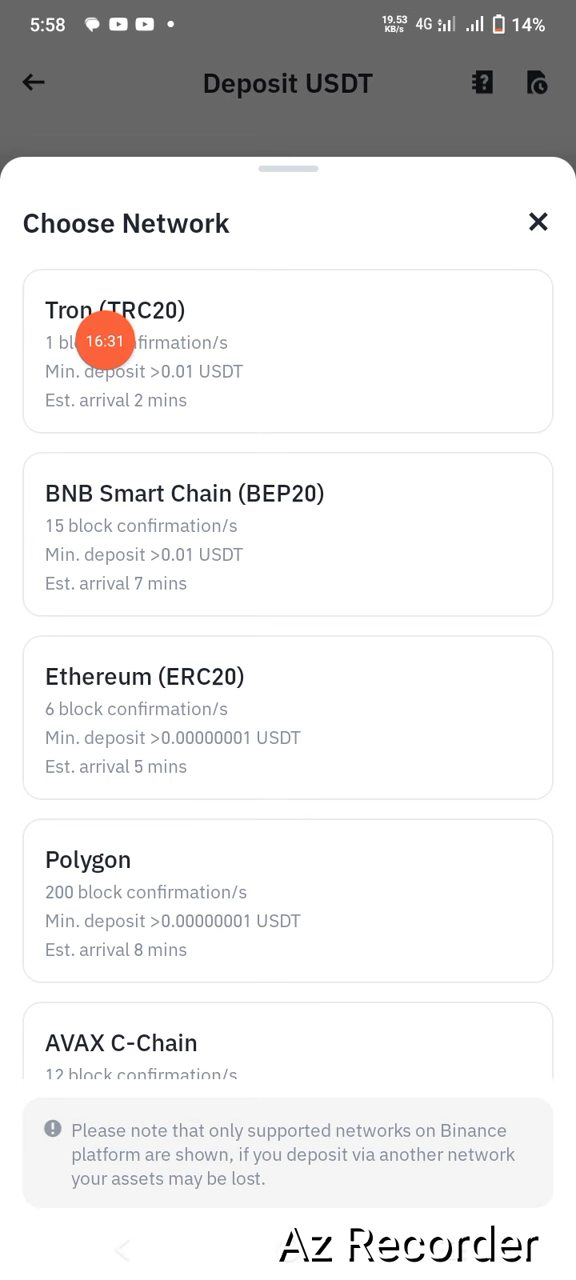 5:58 19.53 KB/s 4G 14%
Deposit USDT
Choose Network
Tron (TRC20)
16:31
1 firmation/s
Min. deposit >0.01 USDT
Est. arrival 2 mins
BNB Smart Chain (BEP20)
15 block confirmation/s
Min. deposit >0.01 USDT
Est. arrival 7 mins
Ethereum (ERC20)
6 block confirmation/s
Min. deposit >0.00000001 USDT
Est. arrival 5 mins
Polygon
200 block confirmation/s
Min. deposit >0.00000001 USDT
Est. arrival 8 mins
AVAX C-Chain
12 block confirmation/s
Please note that only supported networks on Binance
platform are shown, if you deposit via another network
your assets may be lost.
Az Recorder